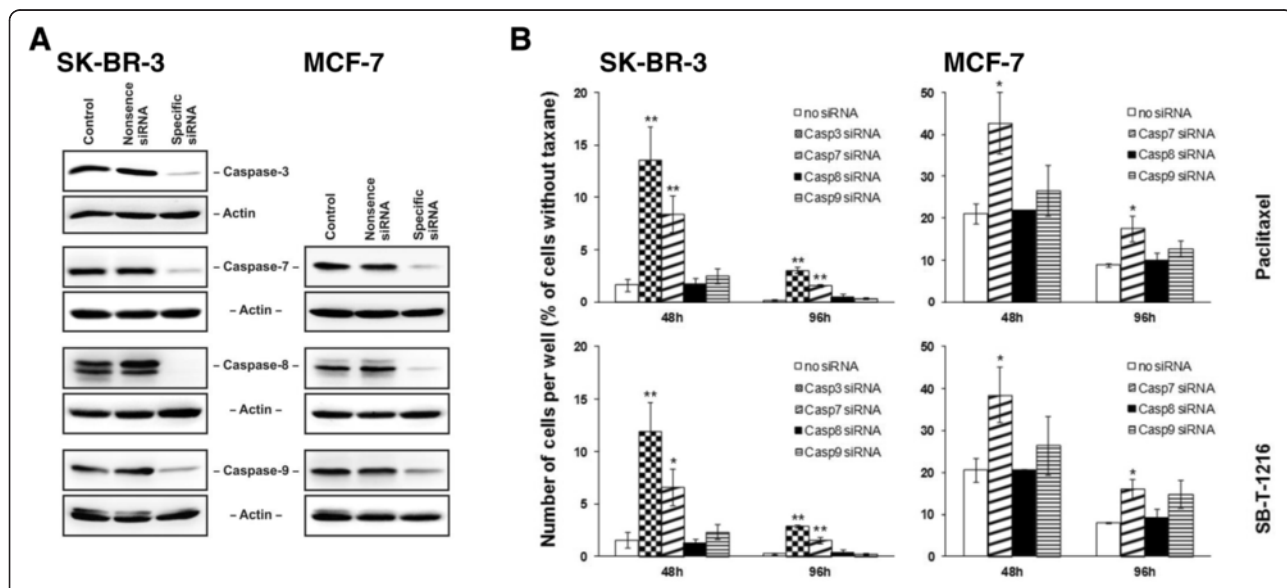 A
SK-BR-3
MCF-7
Control
Nonsence siRNA
Specific siRNA
– Caspase-3
– Actin
Control
Nonsence siRNA
Specific siRNA
– Caspase-7 –
– Actin –
– Caspase-8 –
– Actin –
– Caspase-9 –
– Actin –
B
SK-BR-3
MCF-7
Number of cells per well (% of cells without taxane)
20
15
10
5
0
**
**
**
**
48h
96h
no siRNA
Casp3 siRNA
Casp7 siRNA
Casp8 siRNA
Casp9 siRNA
50
40
30
20
10
0
*
*
48h
96h
no siRNA
Casp7 siRNA
Casp8 siRNA
Casp9 siRNA
Paclitaxel
20
15
10
5
0
**
*
**
**
48h
96h
no siRNA
Casp3 siRNA
Casp7 siRNA
Casp8 siRNA
Casp9 siRNA
50
40
30
20
10
0
*
*
48h
96h
no siRNA
Casp7 siRNA
Casp8 siRNA
Casp9 siRNA
SB-T-1216